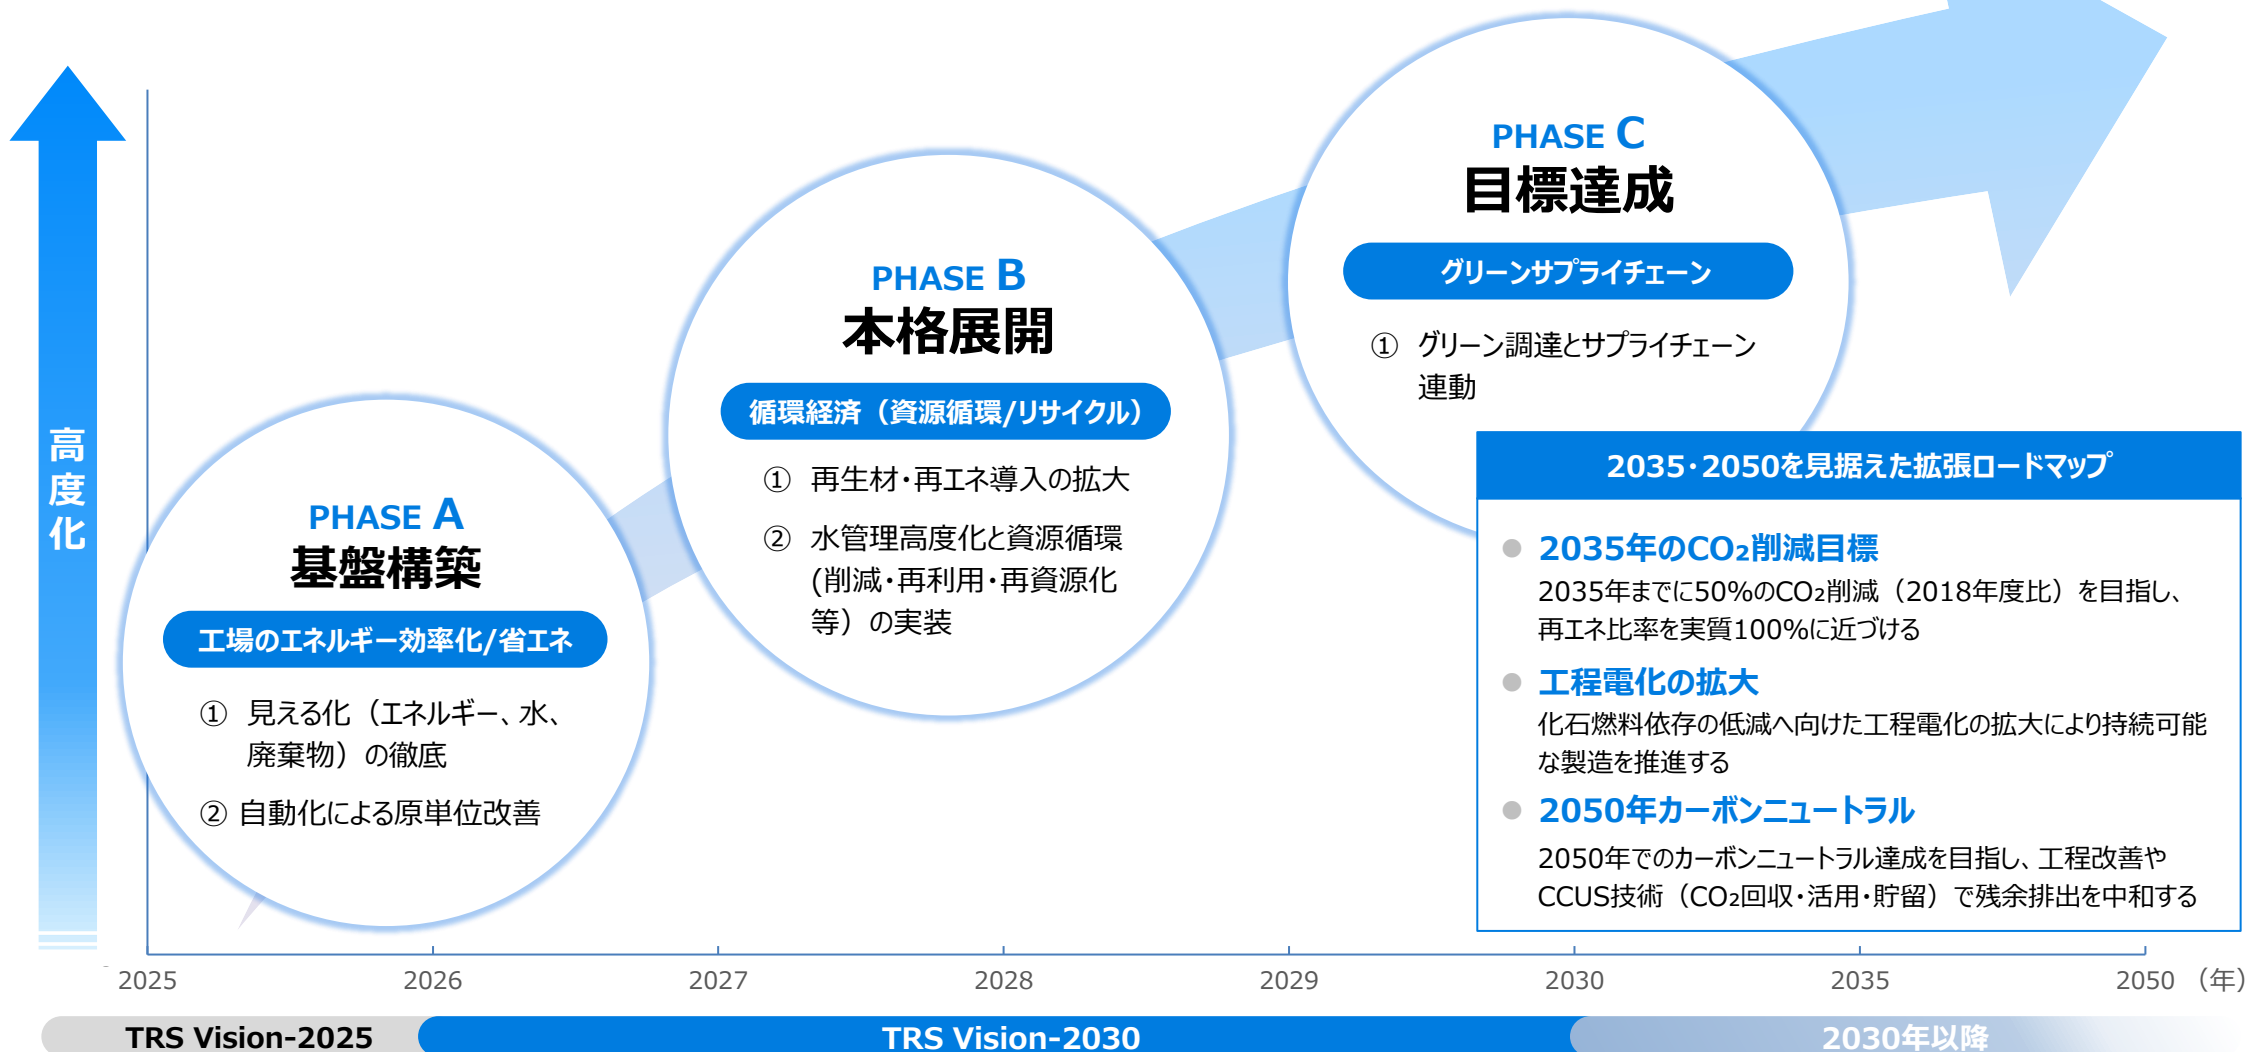 高度化
PHASE A
基盤構築
工場のエネルギー効率化/省エネ
① 見える化（エネルギー、水、
廃棄物）の徹底
② 自動化による原単位改善
PHASE B
本格展開
循環経済（資源循環/リサイクル）
① 再生材・再エネ導入の拡大
② 水管理高度化と資源循環
(削減・再利用・再資源化
等）の実装
PHASE C
目標達成
グリーンサプライチェーン
① グリーン調達とサプライチェーン
連動
2035・2050を見据えた拡張ロードマップ
2035年のCO₂削減目標
2035年までに50%のCO₂削減（2018年度比）を目指し、
再エネ比率を実質100%に近づける
工程電化の拡大
化石燃料依存の低減へ向けた工程電化の拡大により持続可能
な製造を推進する
2050年カーボンニュートラル
2050年でのカーボンニュートラル達成を目指し、工程改善や
CCUS技術（CO₂回収・活用・貯留）で残余排出を中和する
2025 2026 2027 2028 2029 2030 2035 2050 （年）
TRS Vision-2025 TRS Vision-2030 2030年以降